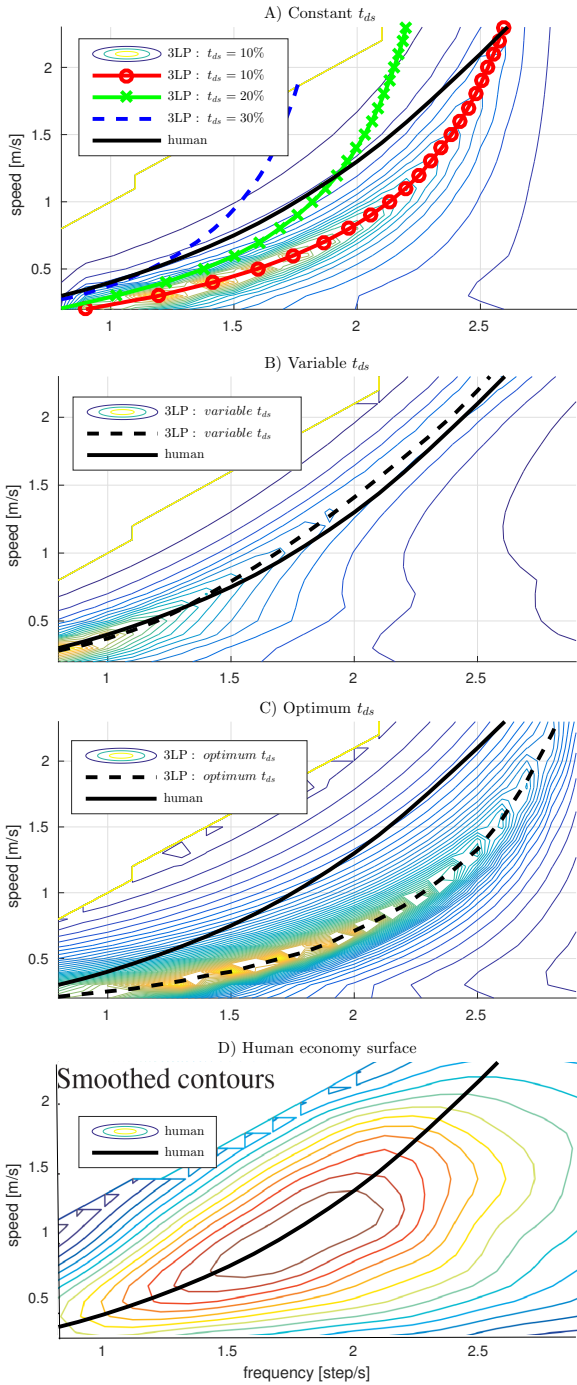 A) Constant t_ds
speed [m/s]
2
1.5
1
0.5
3LP : t_ds = 10%
3LP : t_ds = 10%
3LP : t_ds = 20%
3LP : t_ds = 30%
human
1
1.5
2
2.5
B) Variable t_ds
speed [m/s]
2
1.5
1
0.5
3LP : variable t_ds
3LP : variable t_ds
human
1
1.5
2
2.5
C) Optimum t_ds
speed [m/s]
2
1.5
1
0.5
3LP : optimum t_ds
3LP : optimum t_ds
human
1
1.5
2
2.5
D) Human economy surface
Smoothed contours
speed [m/s]
2
1.5
1
0.5
human
human
1
1.5
2
2.5
frequency [step/s]